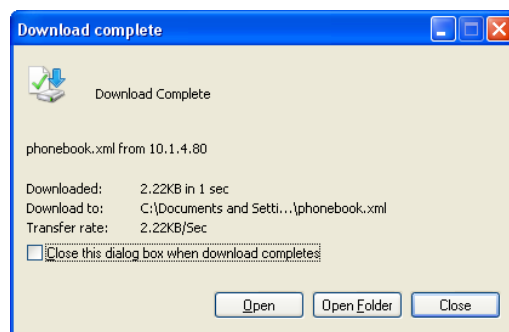 Download complete
Download Complete
phonebook.xml from 10.1.4.80
Downloaded: 2.22KB in 1 sec
Download to: C:\Documents and Setti...\phonebook.xml
Transfer rate: 2.22KB/Sec
Close this dialog box when download completes
Open Open Folder Close